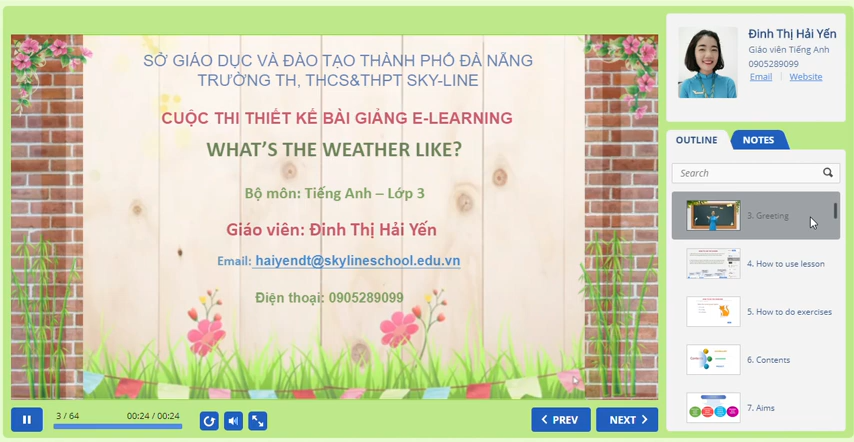 SỞ GIÁO DỤC VÀ ĐÀO TẠO THÀNH PHỐ ĐÀ NẴNG
TRƯỜNG TH, THCS&THPT SKY-LINE
CUỘC THI THIẾT KẾ BÀI GIẢNG E-LEARNING
WHAT'S THE WEATHER LIKE?
Bộ môn: Tiếng Anh – Lớp 3
Giáo viên: Đinh Thị Hải Yến
Email: haiyendt@skylineschool.edu.vn
Điện thoại: 0905289099
3 / 64
00:24 / 00:24
PREV
NEXT
Đinh Thị Hải Yến
Giáo viên Tiếng Anh
0905289099
Email | Website
OUTLINE
NOTES
Search
3. Greeting
4. How to use lesson
5. How to do exercises
6. Contents
7. Aims